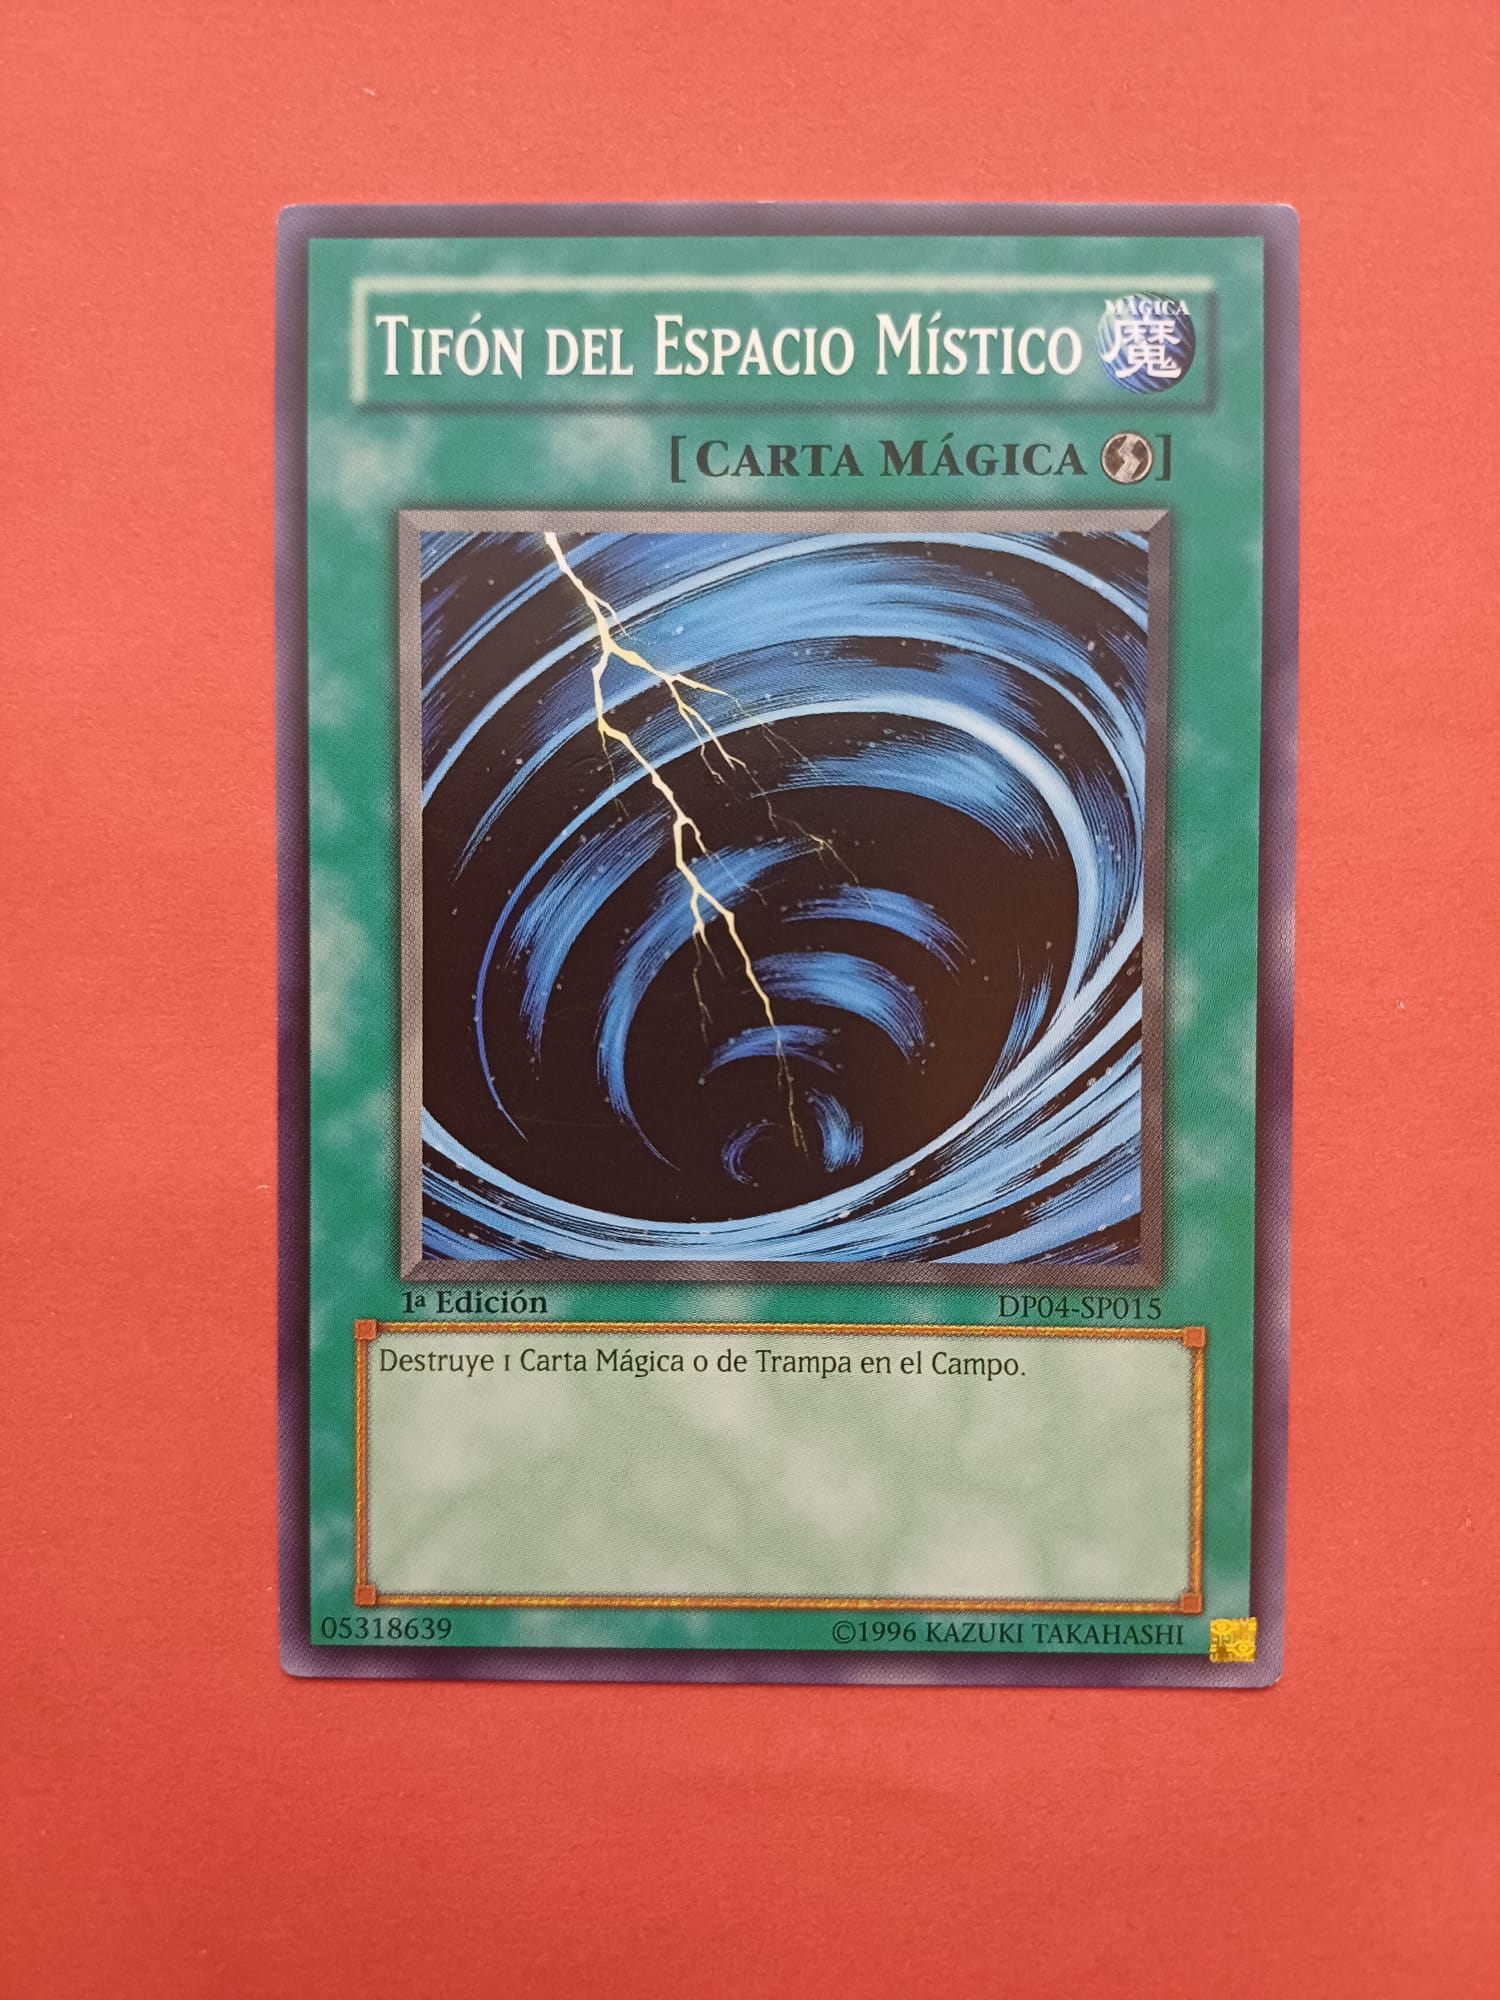 TIFÓN DEL ESPACIO MÍSTICO
MÁGICA
魔
[CARTA MÁGICA]
1ª Edición
DP04-SP015
Destruye 1 Carta Mágica o de Trampa en el Campo.
05318639
©1996 KAZUKI TAKAHASHI